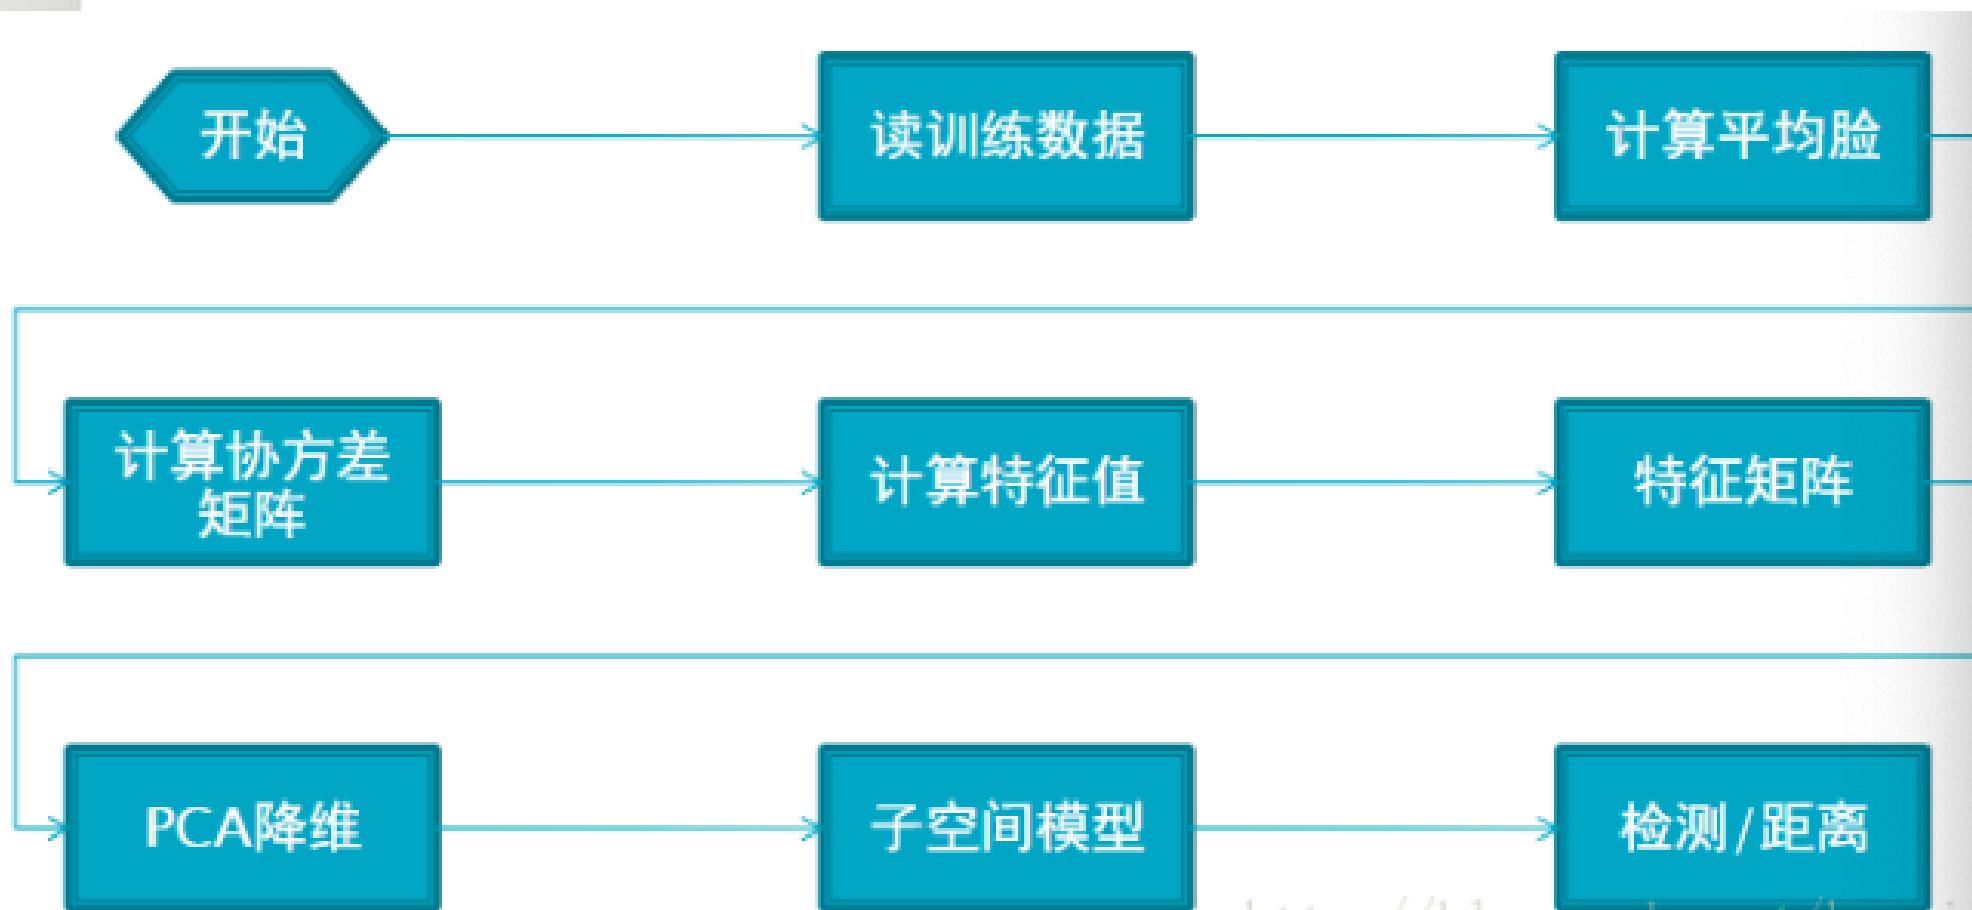 开始
读训练数据
计算平均脸
计算协方差
矩阵
计算特征值
特征矩阵
PCA降维
子空间模型
检测/距离